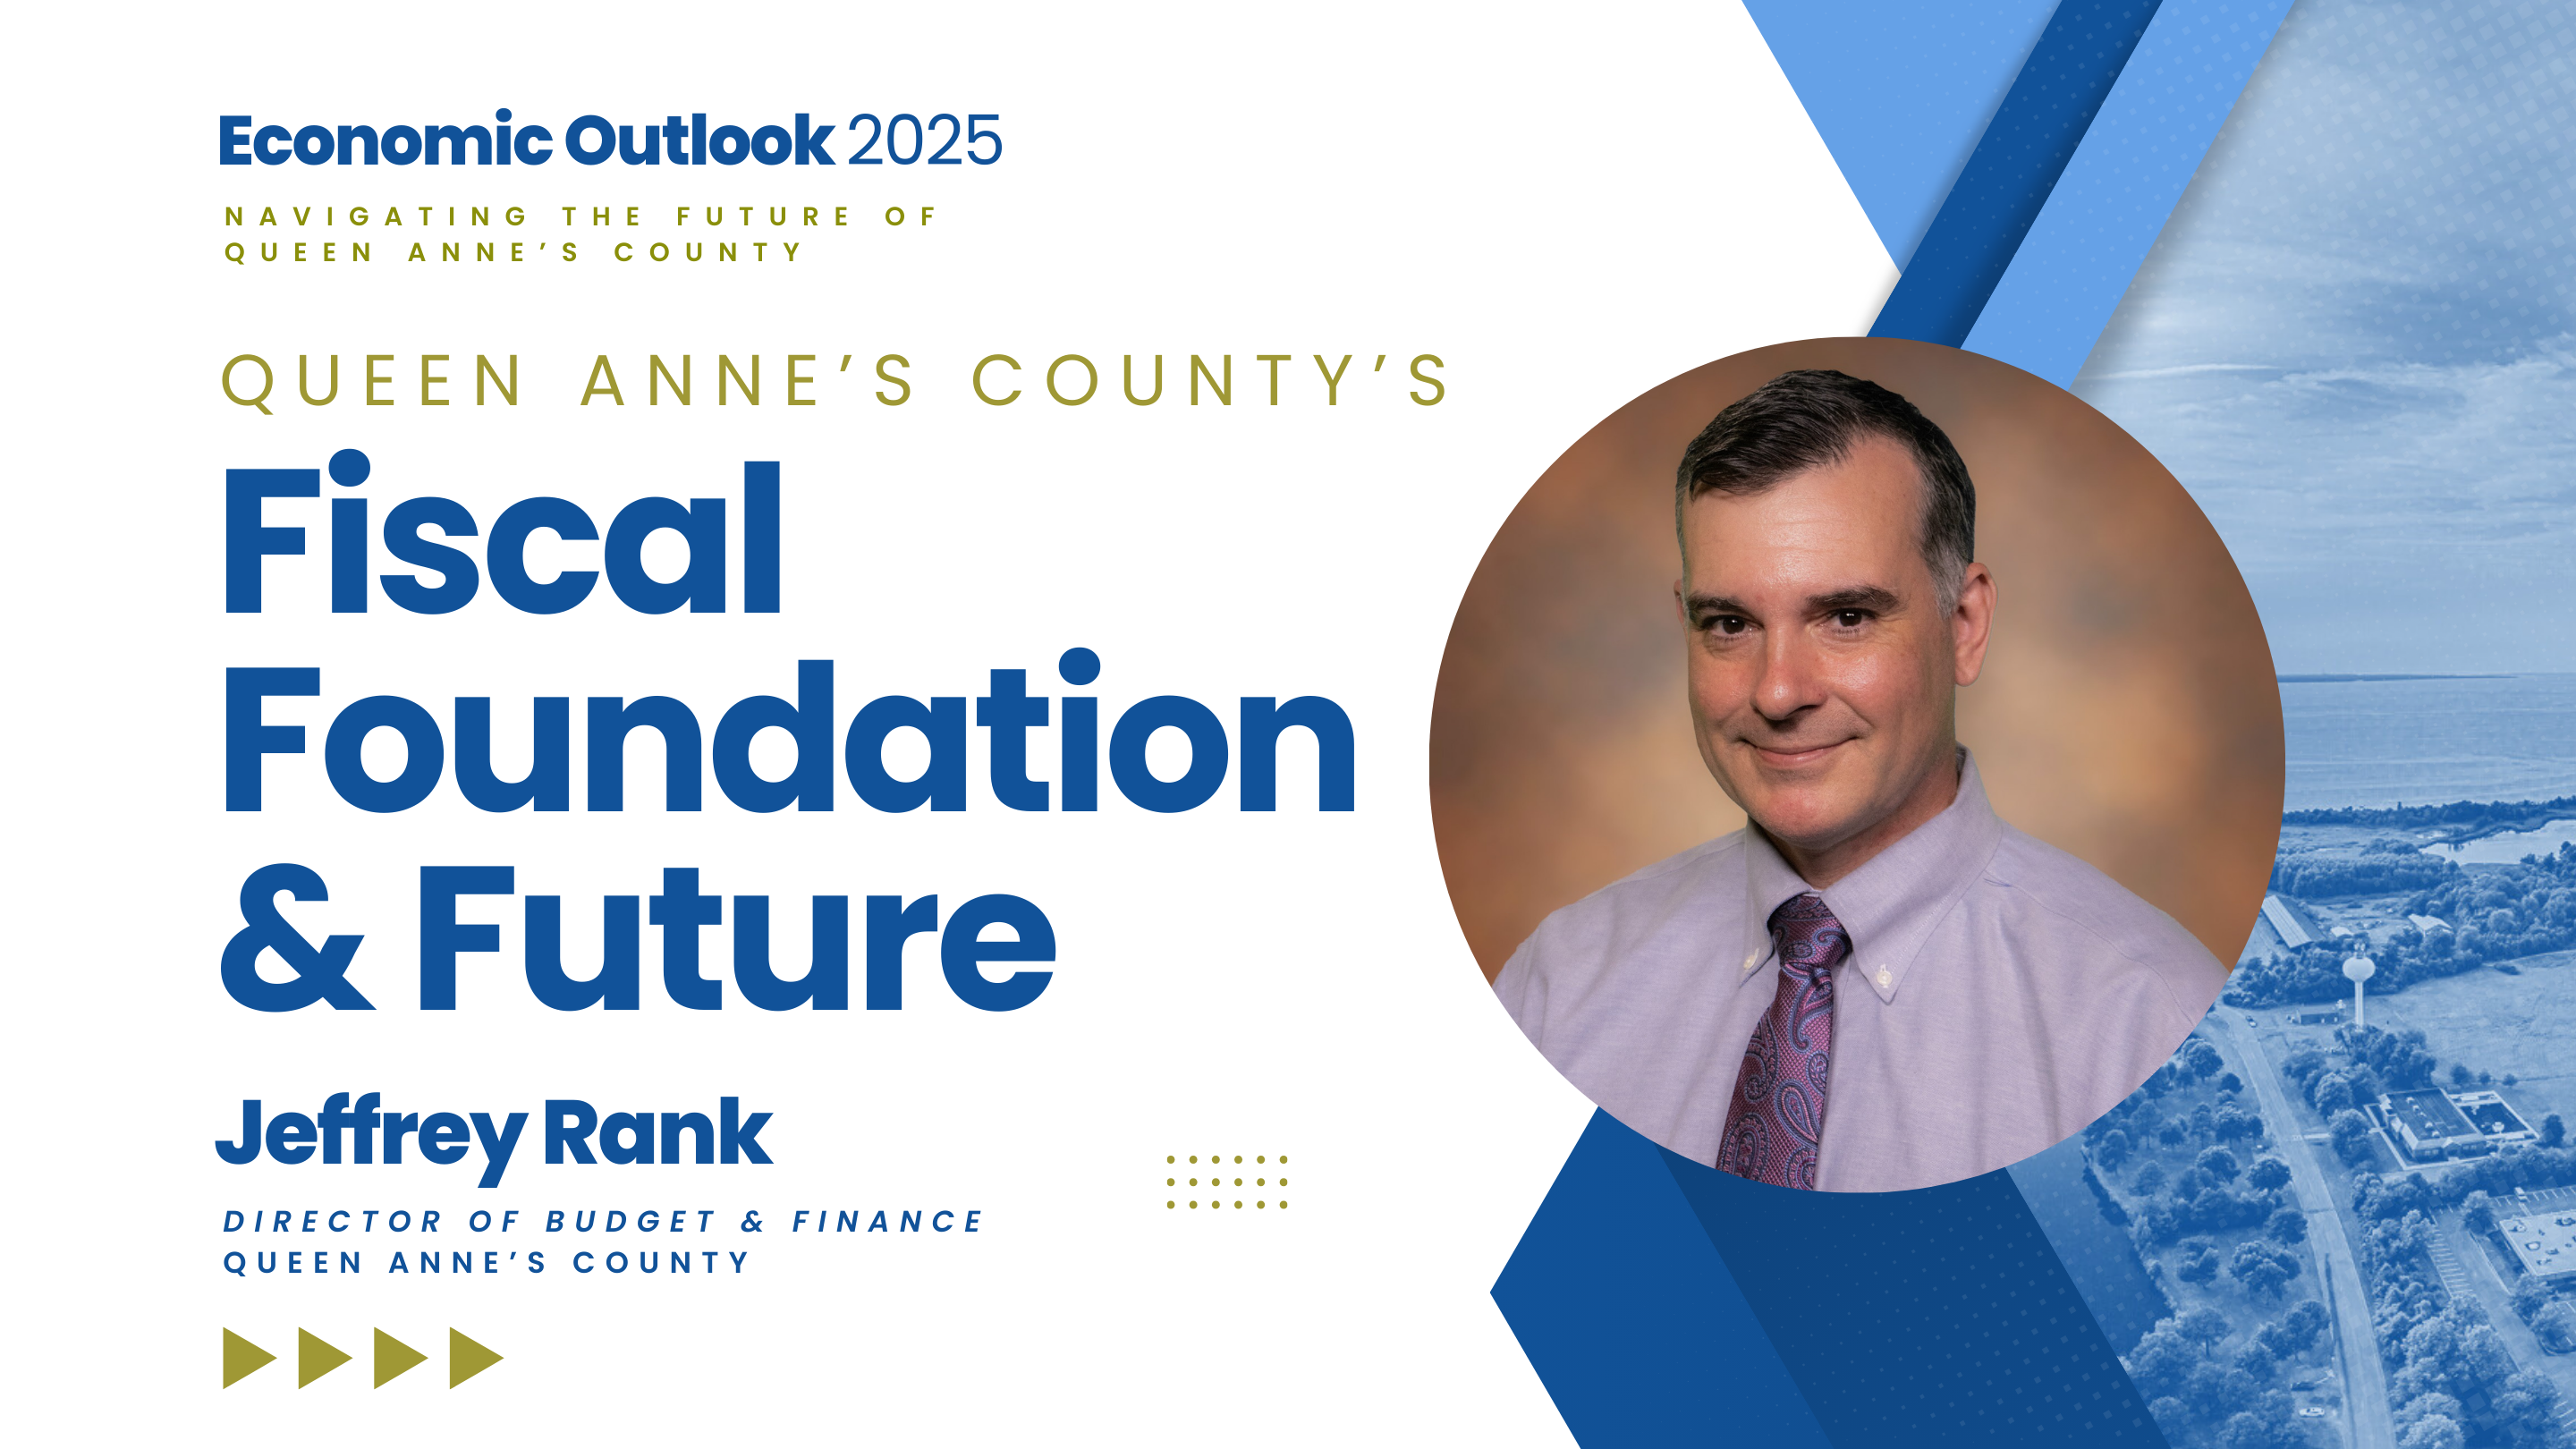 Economic Outlook 2025
NAVIGATING THE FUTURE OF
QUEEN ANNE’S COUNTY
QUEEN ANNE’S COUNTY’S
Fiscal
Foundation
& Future
Jeffrey Rank
DIRECTOR OF BUDGET & FINANCE
QUEEN ANNE’S COUNTY